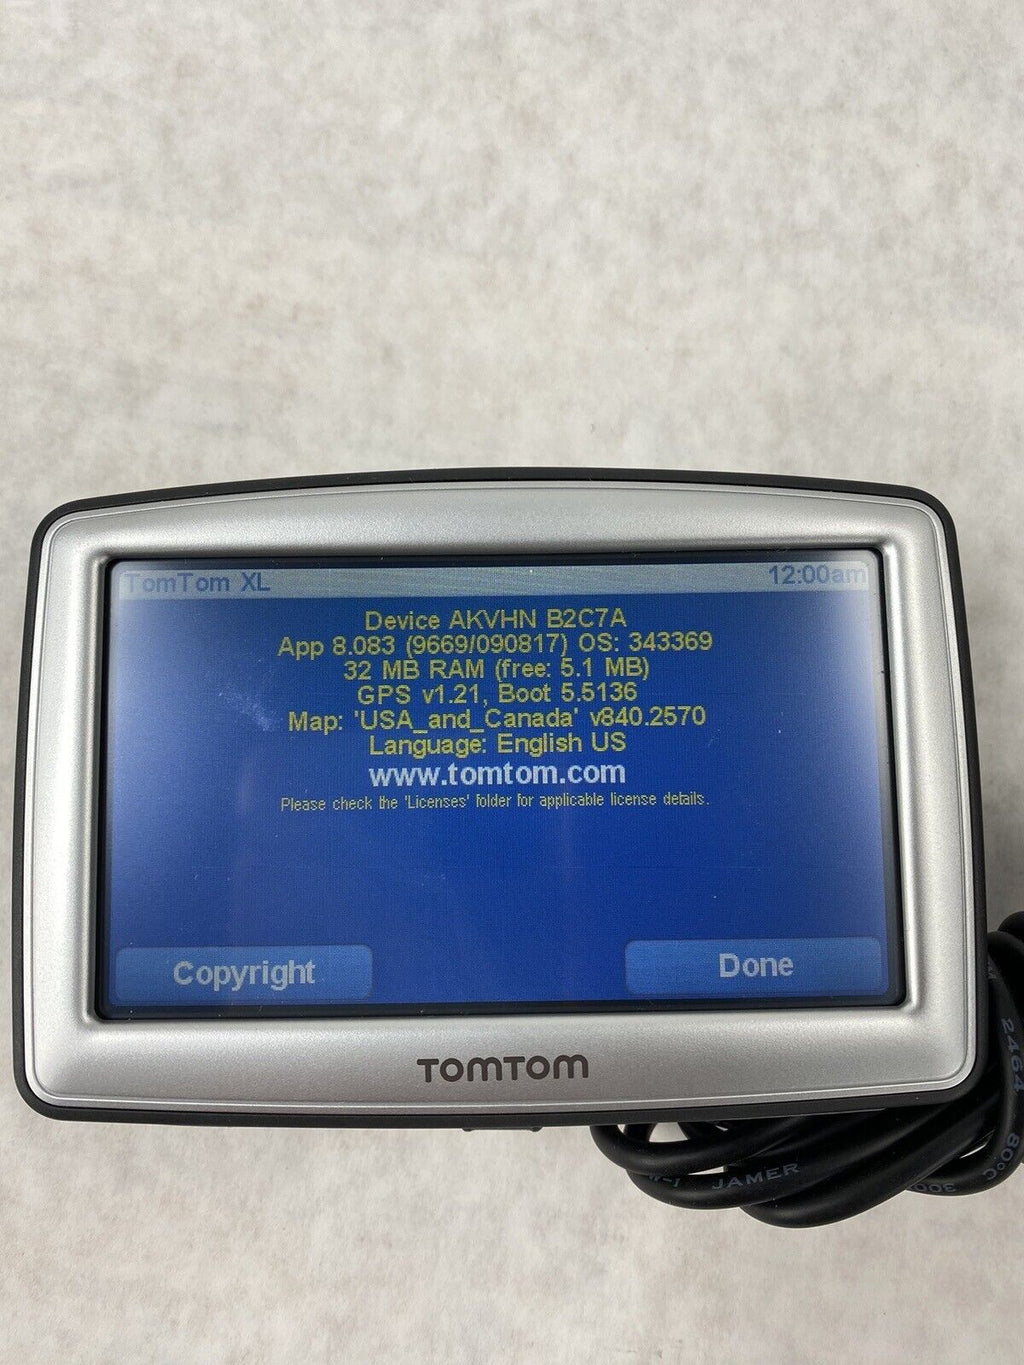 TomTom XL 12:00am
Device AKVHN B2C7A
App 8.083 (9669/090817) OS: 343369
32 MB RAM (free: 5.1 MB)
GPS v1.21, Boot 5.5136
Map: 'USA_and_Canada' v840.2570
Language: English US
www.tomtom.com
Please check the 'Licenses' folder for applicable license details.
Copyright Done
TOMTOM
2464
80°C
300
JAMER